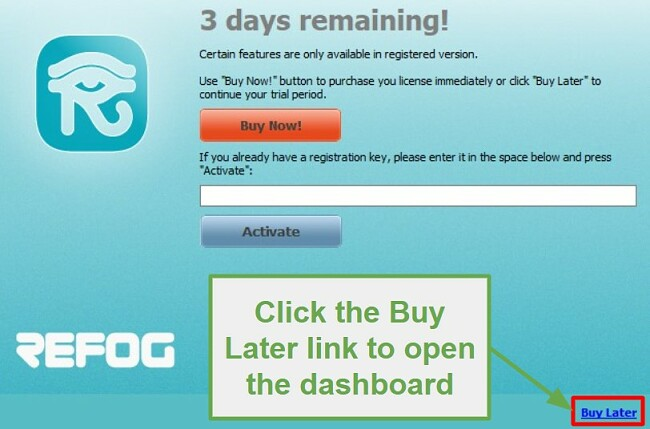 3 days remaining!
Certain features are only available in registered version.
Use "Buy Now!" button to purchase you license immediately or click "Buy Later" to
continue your trial period.
Buy Now!
If you already have a registration key, please enter it in the space below and press
"Activate":
Activate
Click the Buy
Later link to open
the dashboard
REFOG
Buy Later